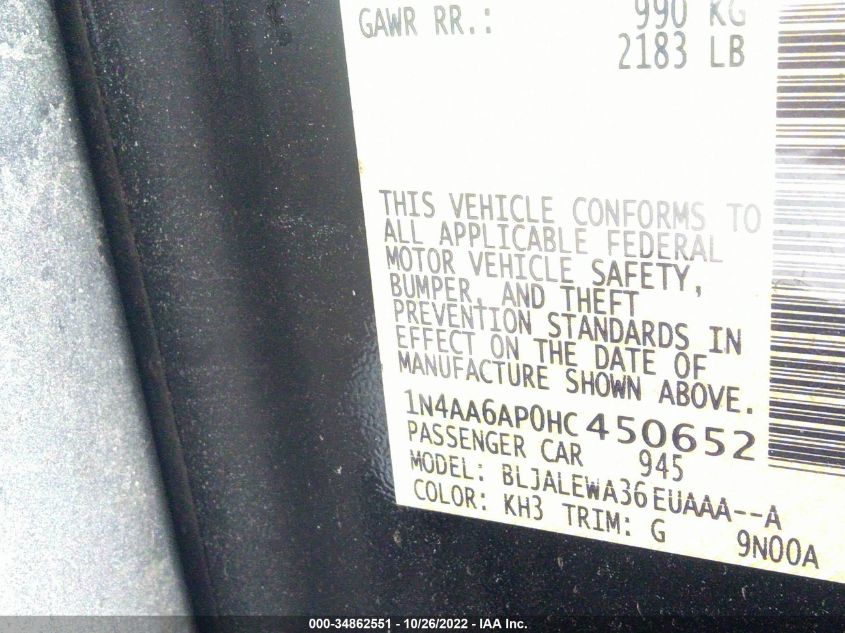 GAWR RR.: 990 KG
2183 LB
THIS VEHICLE CONFORMS TO
ALL APPLICABLE FEDERAL
MOTOR VEHICLE SAFETY,
BUMPER, AND THEFT
PREVENTION STANDARDS IN
EFFECT ON THE DATE OF
MANUFACTURE SHOWN ABOVE.
1N4AA6AP0HC450652
PASSENGER CAR 945
MODEL: BLJALEWA36EUAAA--A
COLOR: KH3 TRIM: G 9N00A
000-34862551 - 10/26/2022 - IAA Inc.